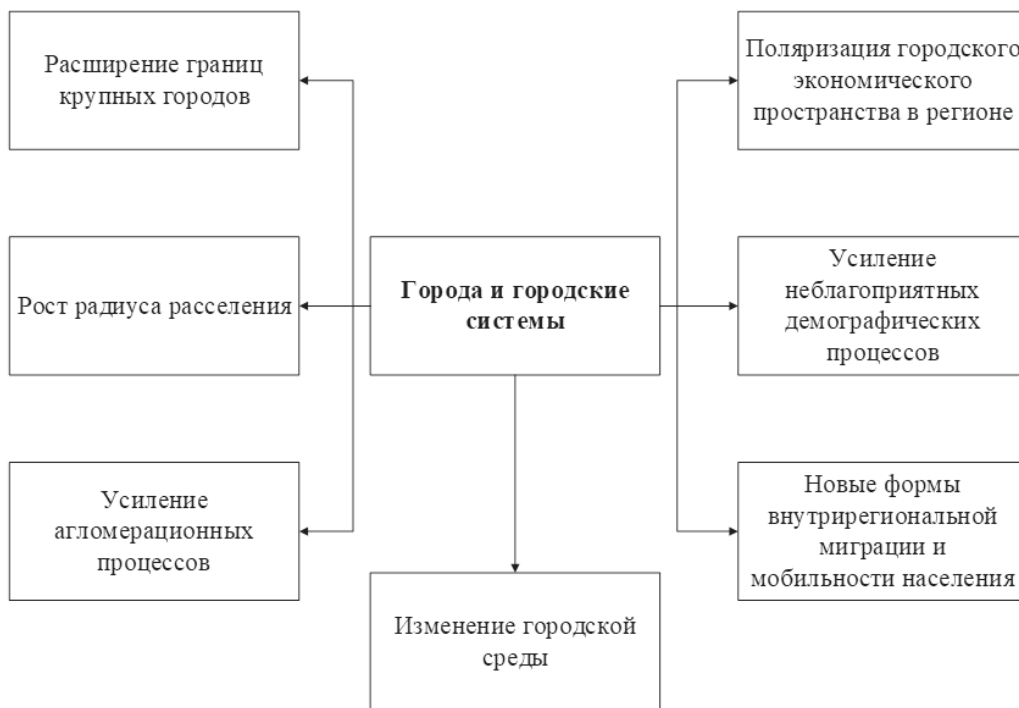 Расширение границ
крупных городов
Поляризация городского
экономического
пространства в регионе
Рост радиуса расселения
Города и городские
системы
Усиление
неблагоприятных
демографических
процессов
Усиление
агломерационных
процессов
Новые формы
внутрирегиональной
миграции и
мобильности населения
Изменение городской
среды